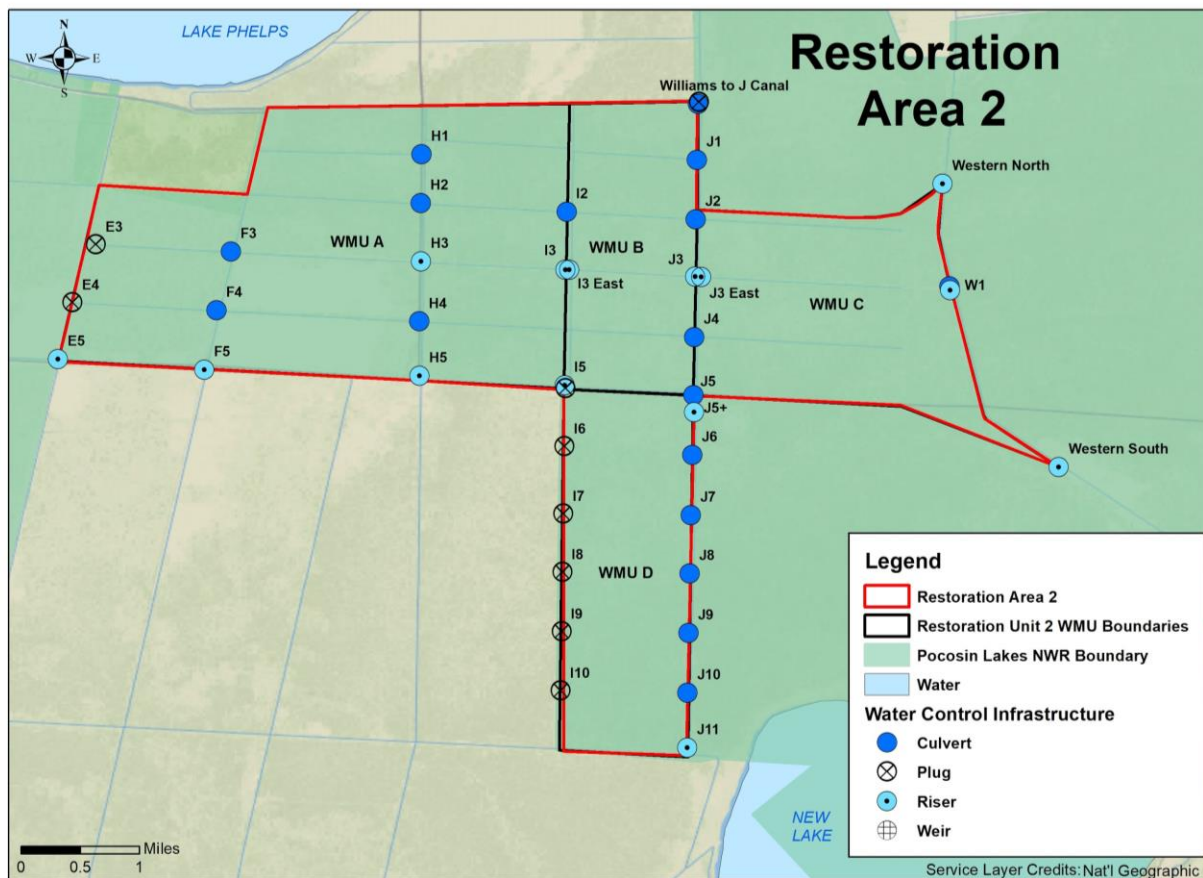 LAKE PHELPS
N
W
E
S
Restoration
Area 2
Williams to J Canal
H1
J1
Western North
H2
I2
J2
E3
F3
WMU A
H3
WMU B
I3
I3 East
J3
J3 East
WMU C
W1
E4
F4
H4
J4
E5
F5
H5
I5
J5
J5+
I6
J6
Western South
I7
J7
I8
WMU D
J8
I9
J9
I10
J10
J11
Legend
Restoration Area 2
Restoration Unit 2 WMU Boundaries
Pocosin Lakes NWR Boundary
Water
Water Control Infrastructure
Culvert
Plug
Riser
Weir
NEW
LAKE
Miles
0 0.5 1
Service Layer Credits: Nat'l Geographic